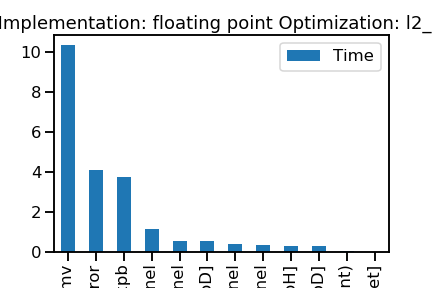 Implementation: floating point Optimization: l2_
Time
10
8
6
4
2
0
mv
ror
pb
nel
nel
oD]
nel
nel
oH]
oD]
nt)
et]